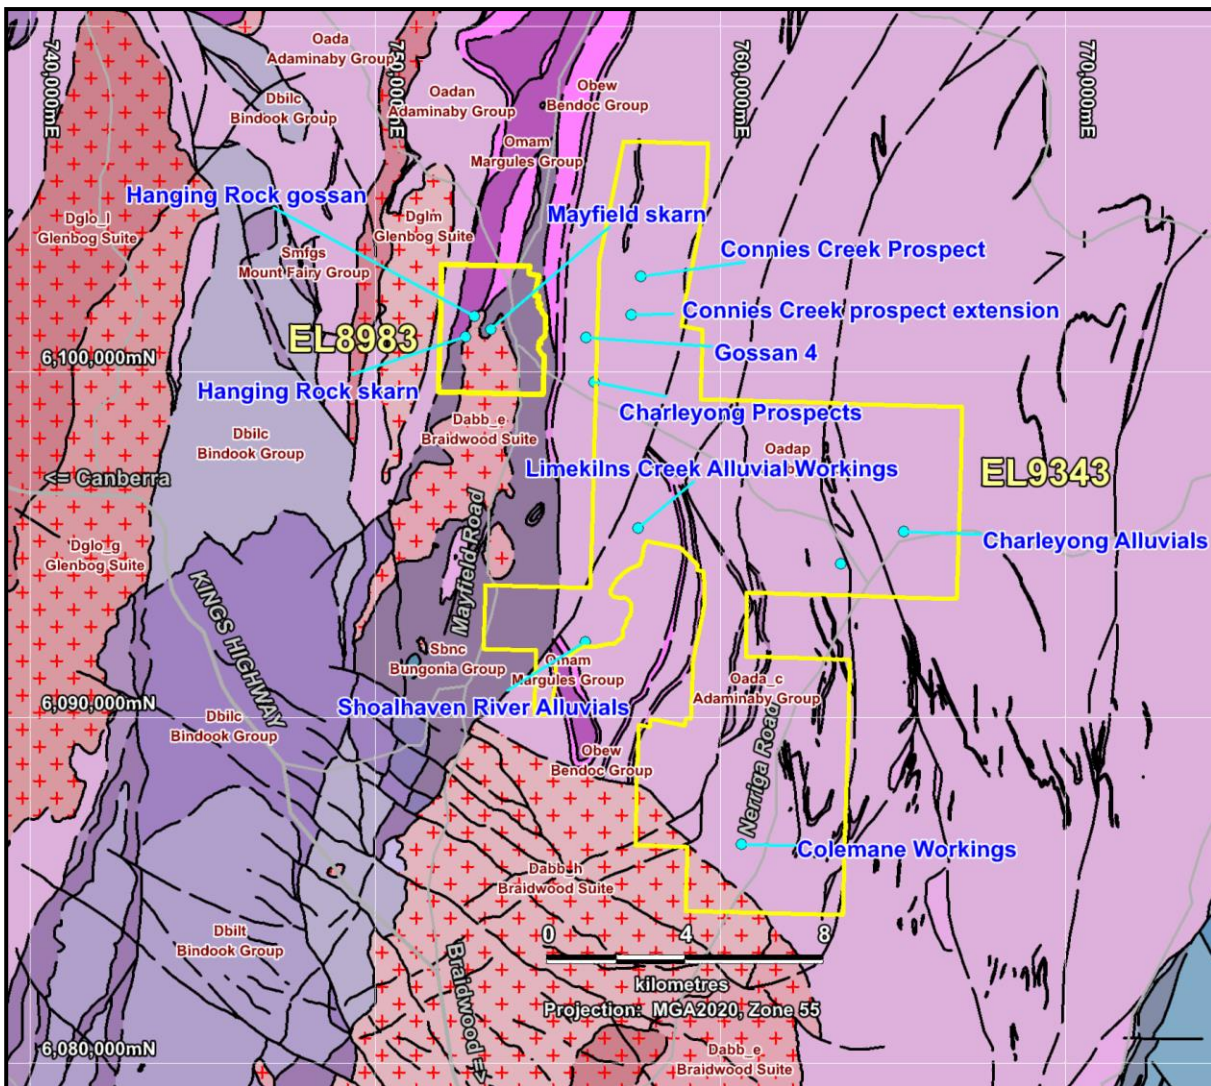 Oada
Adaminaby Group
740,000mE
750,000mE
760,000mE
770,000mE
Dbilc
Bindook Group
Oadan
Adaminaby Group
Obew
Bendoc Group
Omam
Margules Group
Hanging Rock gossan
Mayfield skarn
Dglo_l
Glenbog Suite
Dglm
Glenbog Suite
Smfgs
Mount Fairy Group
Connies Creek Prospect
Connies Creek prospect extension
EL8983
Gossan 4
6,100,000mN
Hanging Rock skarn
Charleyong Prospects
Dabb_e
Braidwood Suite
Dbilc
Bindook Group
Oadap
Limekilns Creek Alluvial Workings
EL9343
<= Canberra
Mayfield Road
Charleyong Alluvials
Dglo_g
Glenbog Suite
KINGS HIGHWAY
Sbnc
Bungonia Group
Omam
Margules Group
Oada_c
Adaminaby Group
Shoalhaven River Alluvials
6,090,000mN
Dbilc
Bindook Group
Obew
Bendoc Group
Nerriga Road
Colemane Workings
Dabb_h
Braidwood Suite
Dbilt
Bindook Group
Braidwood =>
0 4 8
kilometres
Projection: MGA2020, Zone 55
6,080,000mN
Dabb_e
Braidwood Suite